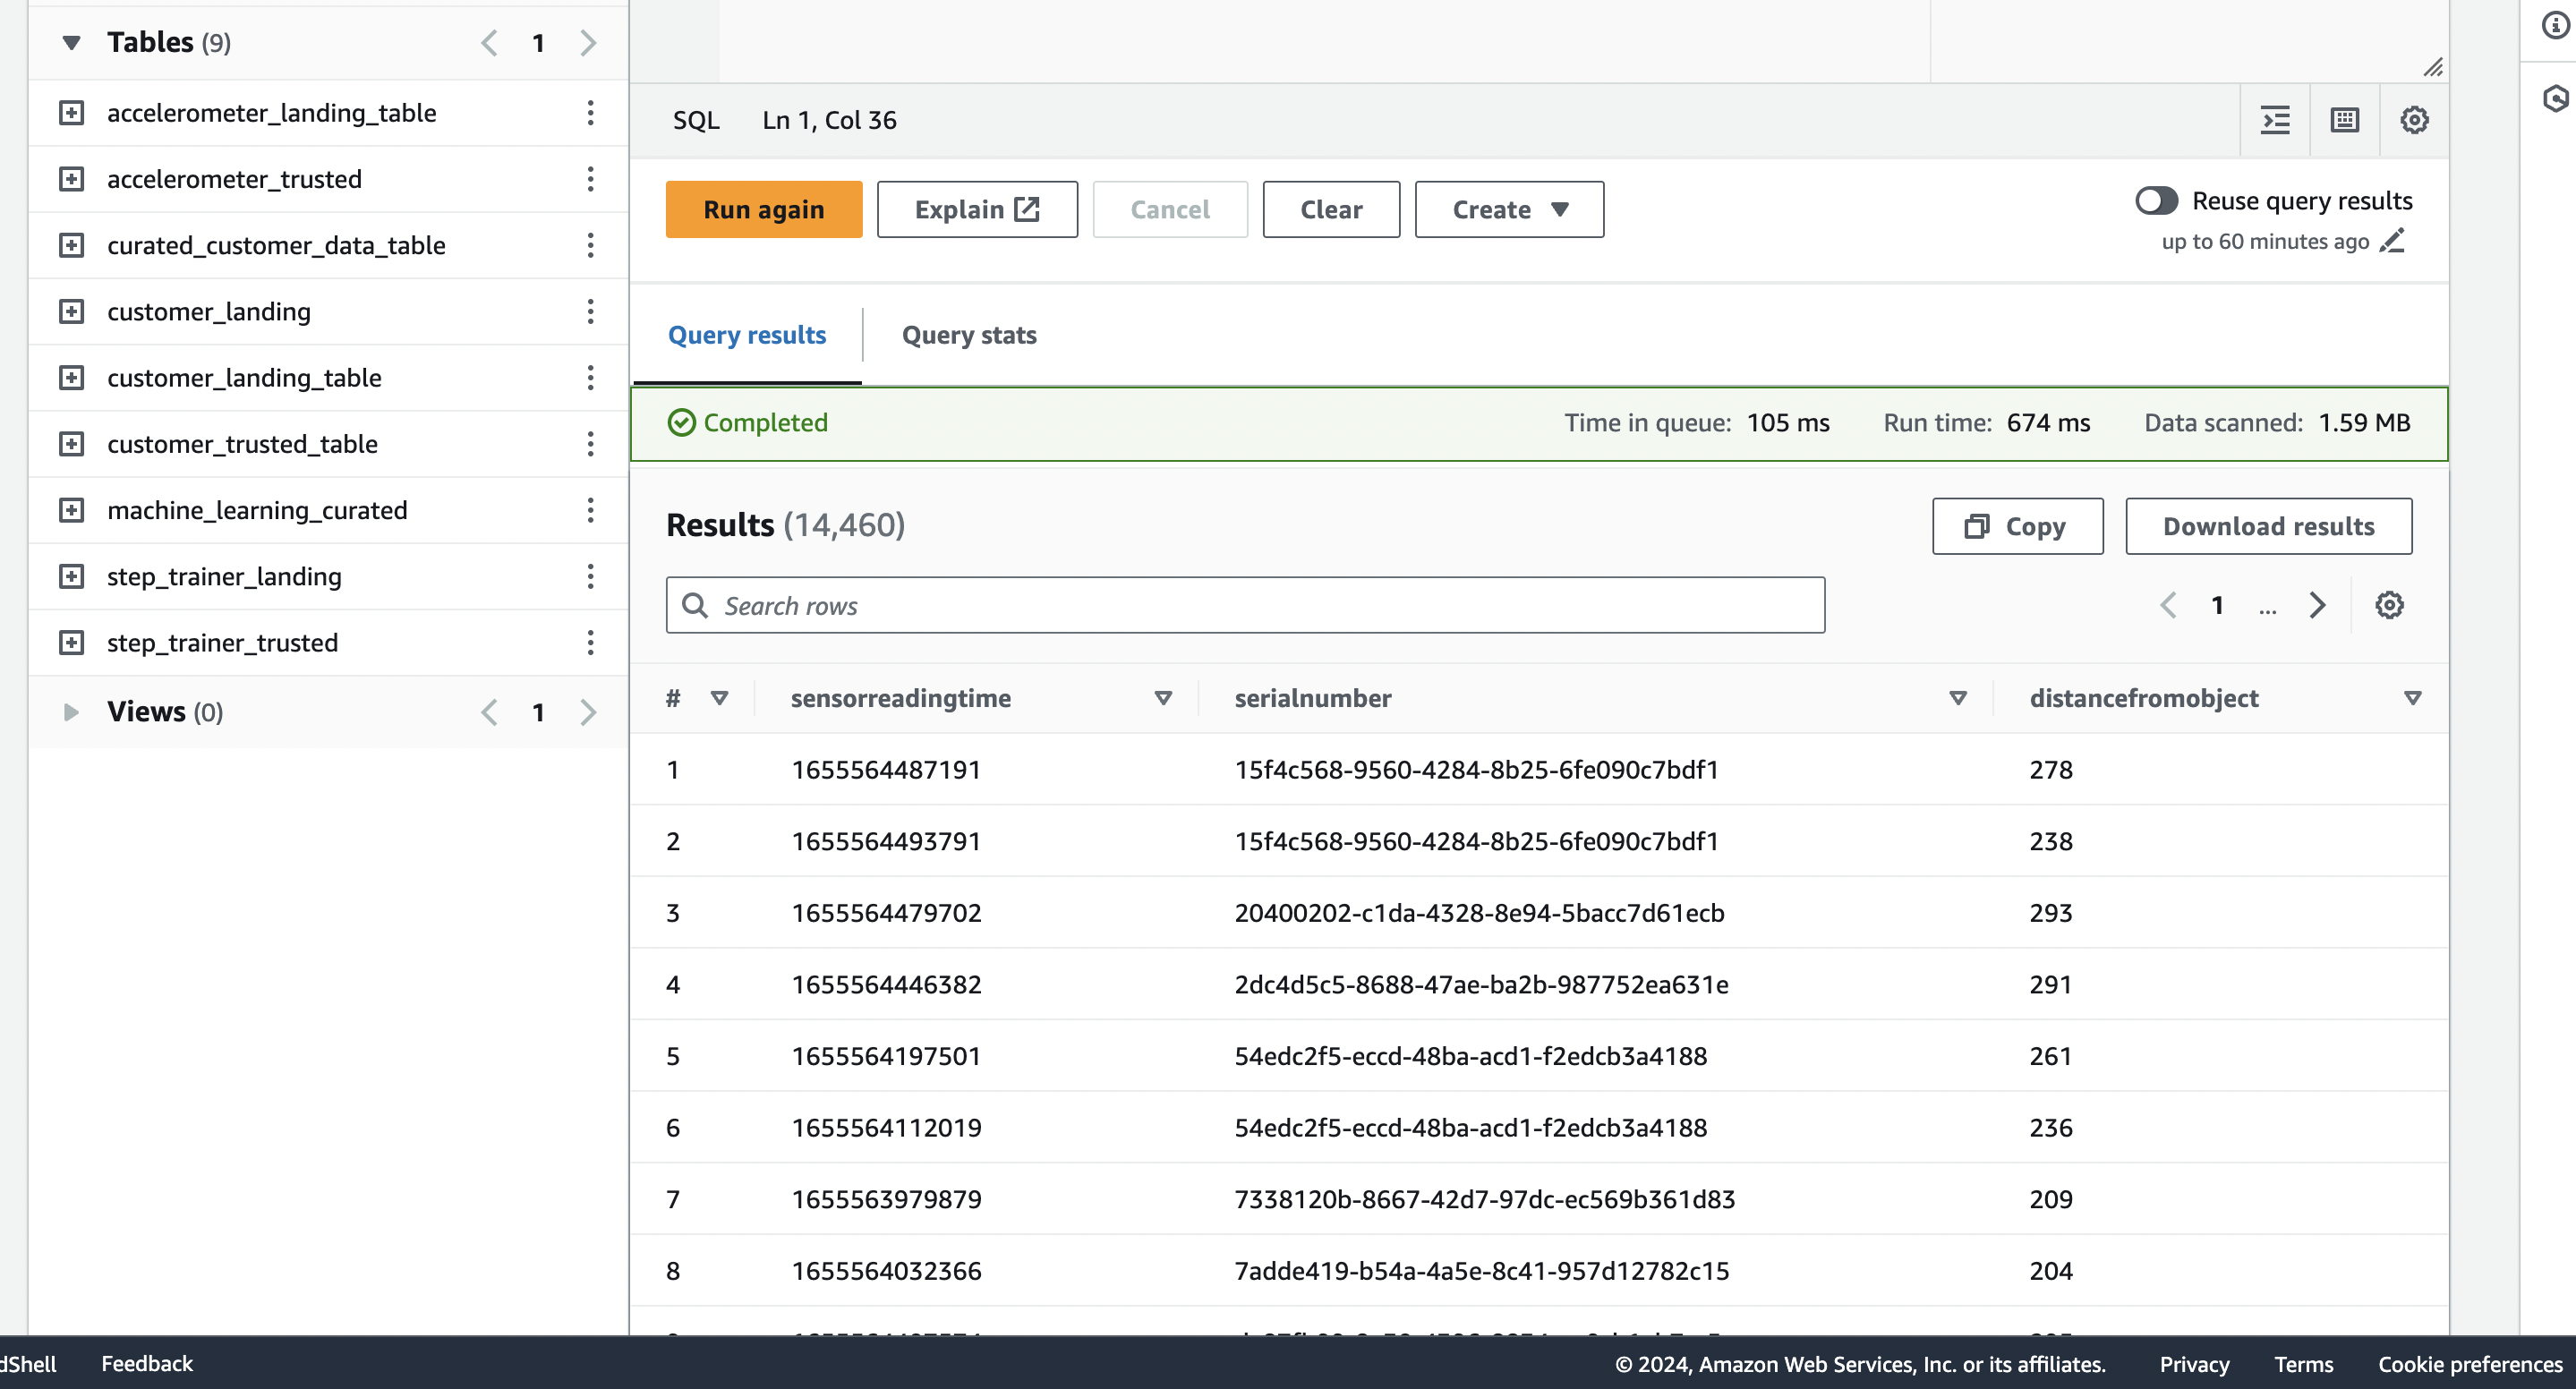 Tables (9) 1
accelerometer_landing_table
accelerometer_trusted
curated_customer_data_table
customer_landing
customer_landing_table
customer_trusted_table
machine_learning_curated
step_trainer_landing
step_trainer_trusted
Views (0) 1
SQL Ln 1, Col 36
Run again Explain Cancel Clear Create
Reuse query results
up to 60 minutes ago
Query results Query stats
Completed Time in queue: 105 ms Run time: 674 ms Data scanned: 1.59 MB
Results (14,460) Copy Download results
Search rows 1 ...
# sensorreadingtime serialnumber distancefromobject
1 1655564487191 15f4c568-9560-4284-8b25-6fe090c7bdf1 278
2 1655564493791 15f4c568-9560-4284-8b25-6fe090c7bdf1 238
3 1655564479702 20400202-c1da-4328-8e94-5bacc7d61ecb 293
4 1655564446382 2dc4d5c5-8688-47ae-ba2b-987752ea631e 291
5 1655564197501 54edc2f5-eccd-48ba-acd1-f2edcb3a4188 261
6 1655564112019 54edc2f5-eccd-48ba-acd1-f2edcb3a4188 236
7 1655563979879 7338120b-8667-42d7-97dc-ec569b361d83 209
8 1655564032366 7adde419-b54a-4a5e-8c41-957d12782c15 204
dShell Feedback © 2024, Amazon Web Services, Inc. or its affiliates. Privacy Terms Cookie preferences